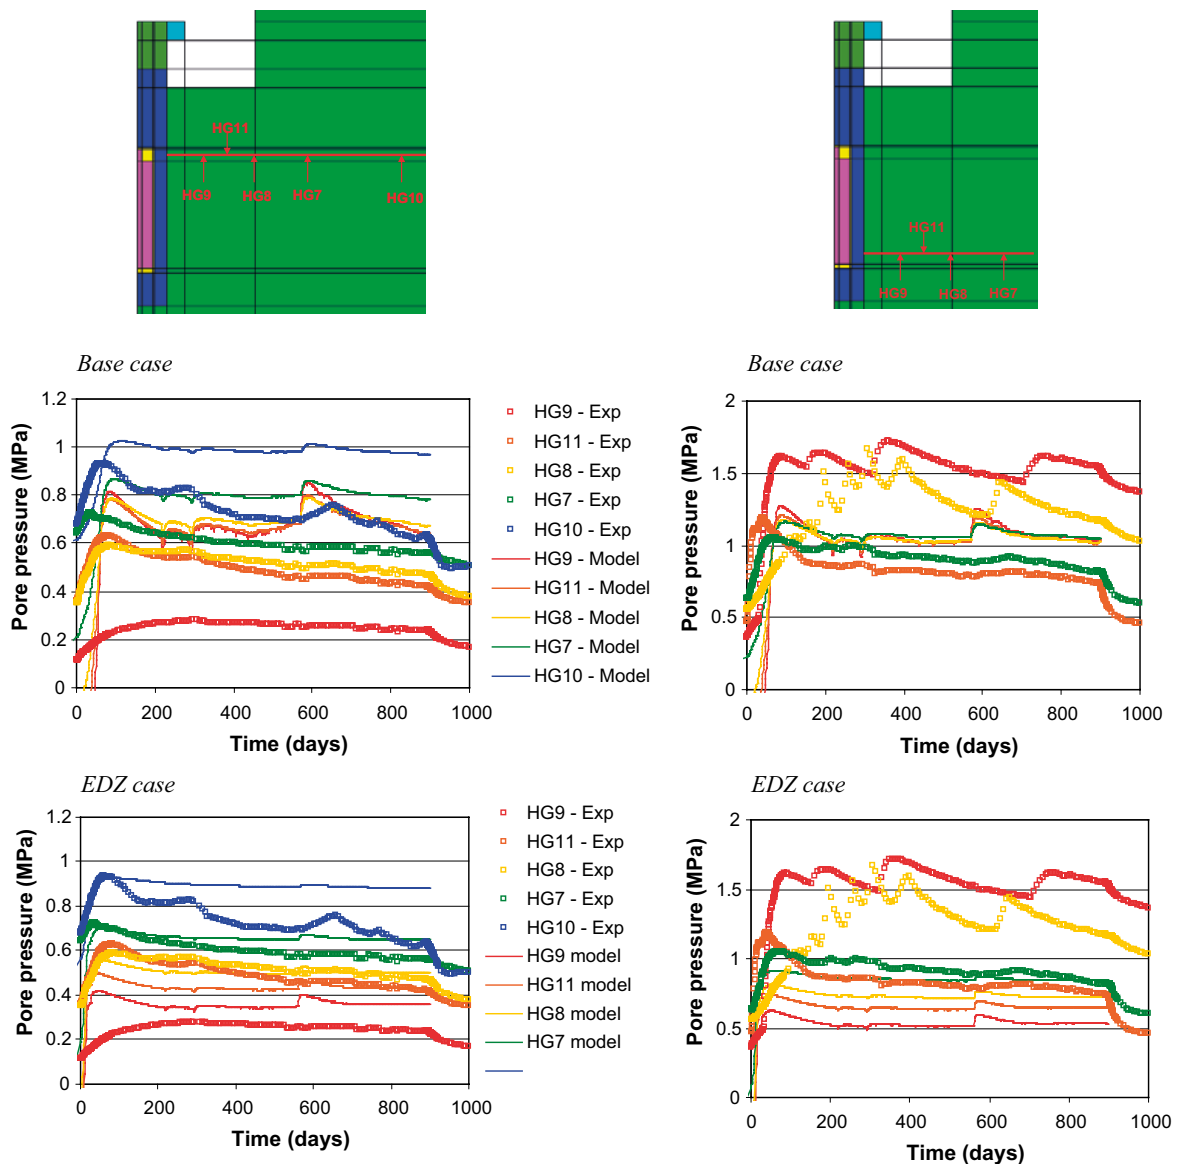 HG11
HG9
HG8
HG7
HG10
HG11
HG9
HG8
HG7
Base case
Pore pressure (MPa)
1.2
1
0.8
0.6
0.4
0.2
0
0
200
400
600
800
1000
Time (days)
HG9 - Exp
HG11 - Exp
HG8 - Exp
HG7 - Exp
HG10 - Exp
HG9 - Model
HG11 - Model
HG8 - Model
HG7 - Model
HG10 - Model
Base case
Pore pressure (MPa)
2
1.5
1
0.5
0
0
200
400
600
800
1000
Time (days)
EDZ case
Pore pressure (MPa)
1.2
1
0.8
0.6
0.4
0.2
0
0
200
400
600
800
1000
Time (days)
HG9 - Exp
HG11 - Exp
HG8 - Exp
HG7 - Exp
HG10 - Exp
HG9 model
HG11 model
HG8 model
HG7 model
EDZ case
Pore pressure (MPa)
2
1.5
1
0.5
0
0
200
400
600
800
1000
Time (days)